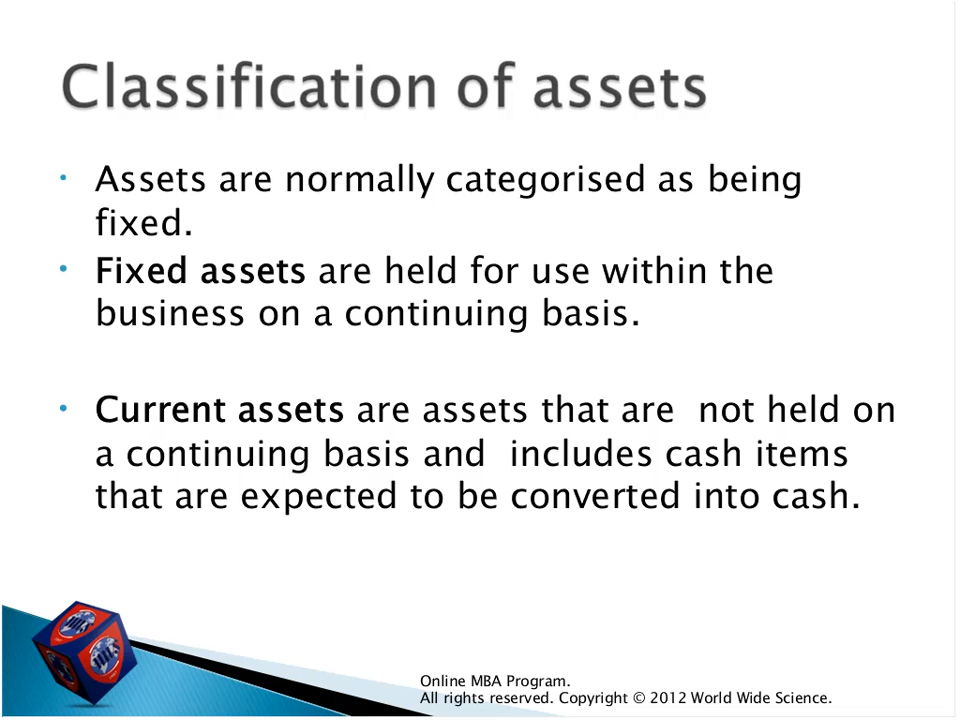 Classification of assets
• Assets are normally categorised as being
fixed.
• Fixed assets are held for use within the
business on a continuing basis.
• Current assets are assets that are  not held on
a continuing basis and  includes cash items
that are expected to be converted into cash.
Online MBA Program.
All rights reserved. Copyright © 2012 World Wide Science.